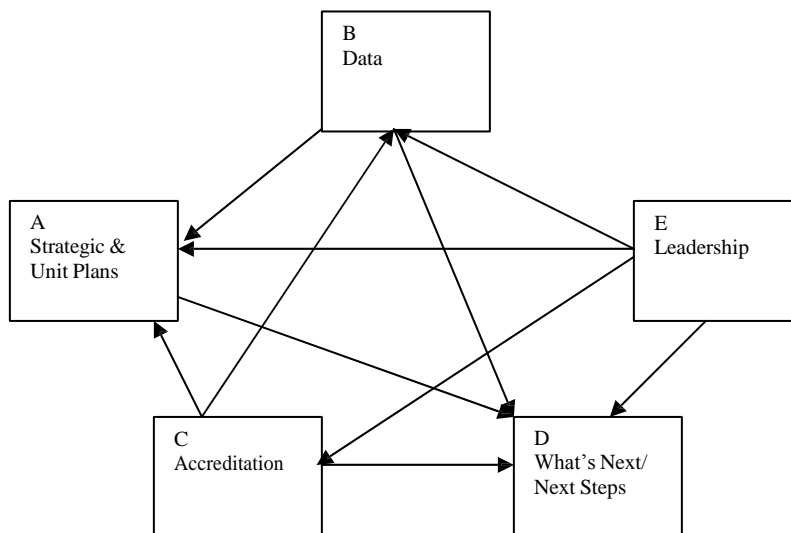 B
Data
A
Strategic &
Unit Plans
E
Leadership
C
Accreditation
D
What’s Next/
Next Steps